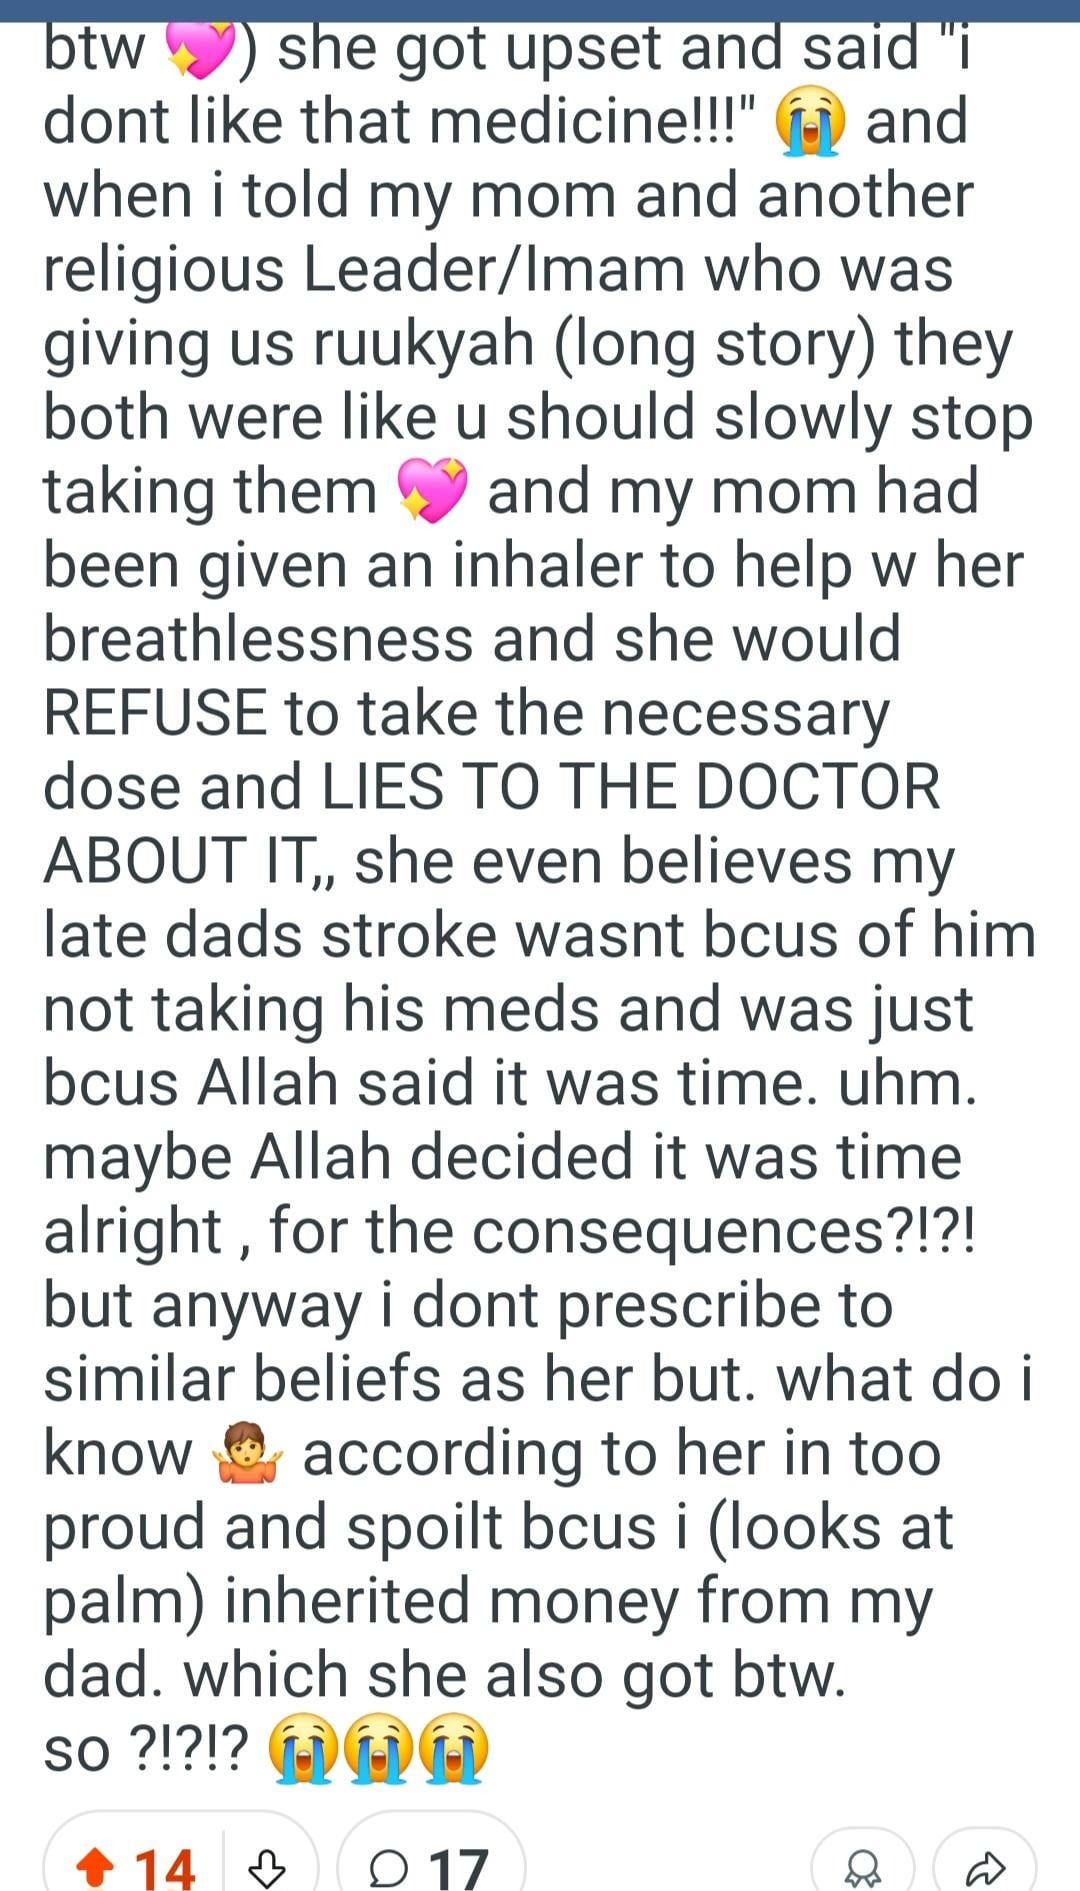 btw 💖) she got upset and said "i
dont like that medicine!!!" 😭 and
when i told my mom and another
religious Leader/Imam who was
giving us ruukyah (long story) they
both were like u should slowly stop
taking them 💖 and my mom had
been given an inhaler to help w her
breathlessness and she would
REFUSE to take the necessary
dose and LIES TO THE DOCTOR
ABOUT IT,, she even believes my
late dads stroke wasnt bcus of him
not taking his meds and was just
bcus Allah said it was time. uhm.
maybe Allah decided it was time
alright , for the consequences?!?!
but anyway i dont prescribe to
similar beliefs as her but. what do i
know 🤷 according to her in too
proud and spoilt bcus i (looks at
palm) inherited money from my
dad. which she also got btw.
so ?!?!? 😭😭😭
14 17